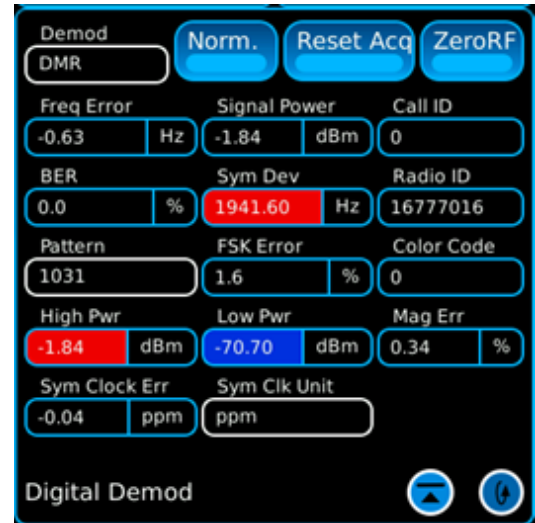 Demod
DMR
Norm.
Reset Acq
ZeroRF
Freq Error Signal Power Call ID
-0.63 Hz -1.84 dBm 0
BER Sym Dev Radio ID
0.0 % 1941.60 Hz 16777016
Pattern FSK Error Color Code
1031 1.6 % 0
High Pwr Low Pwr Mag Err
-1.84 dBm -70.70 dBm 0.34 %
Sym Clock Err Sym Clk Unit
-0.04 ppm ppm
Digital Demod